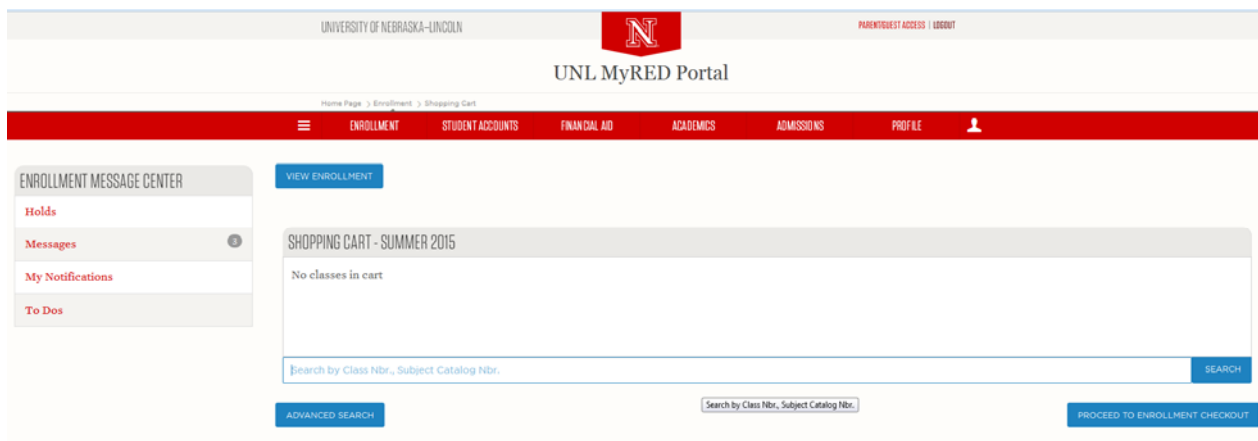 UNIVERSITY OF NEBRASKA–LINCOLN
N
PARENT/GUEST ACCESS | LOGOUT
UNL MyRED Portal
Home Page > Enrollment > Shopping Cart
ENROLLMENT STUDENT ACCOUNTS FINANCIAL AID ACADEMICS ADMISSIONS PROFILE
ENROLLMENT MESSAGE CENTER
Holds
Messages 3
My Notifications
To Dos
VIEW ENROLLMENT
SHOPPING CART - SUMMER 2015
No classes in cart
Search by Class Nbr., Subject Catalog Nbr.
SEARCH
ADVANCED SEARCH
Search by Class Nbr., Subject Catalog Nbr.
PROCEED TO ENROLLMENT CHECKOUT